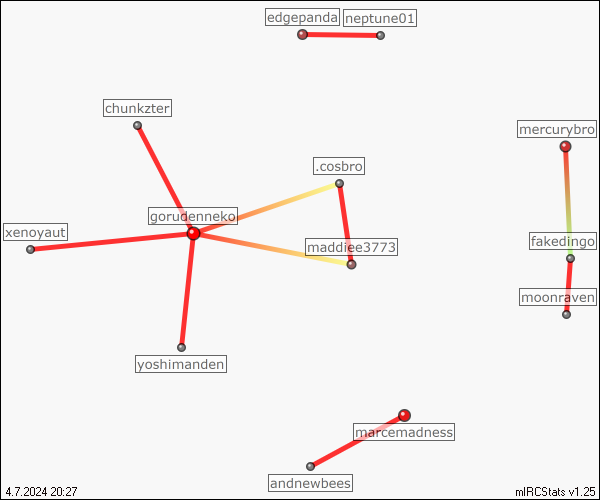 edgepanda
neptune01
chunkzter
mercurybro
.cosbro
gorudenneko
xenoyaut
maddiee3773
fakedingo
moonraven
yoshimanden
marcemadness
andnewbees
4.7.2024 20:27
mIRCStats v1.25